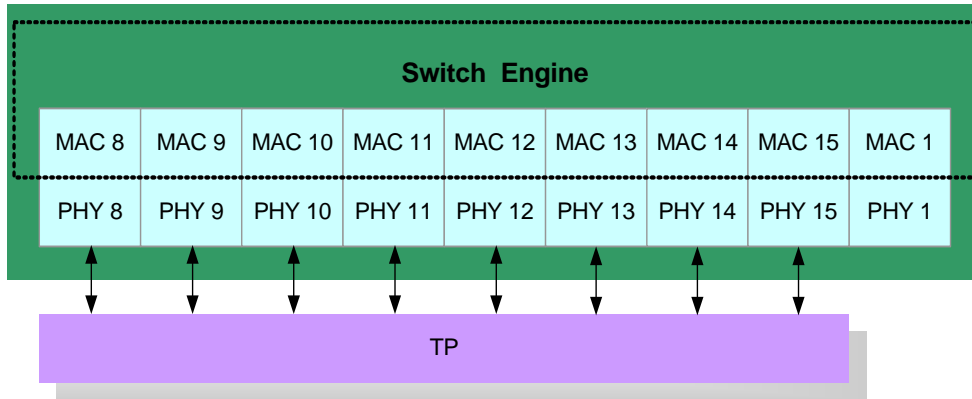 Switch Engine
MAC 8 MAC 9 MAC 10 MAC 11 MAC 12 MAC 13 MAC 14 MAC 15 MAC 1
PHY 8 PHY 9 PHY 10 PHY 11 PHY 12 PHY 13 PHY 14 PHY 15 PHY 1
TP